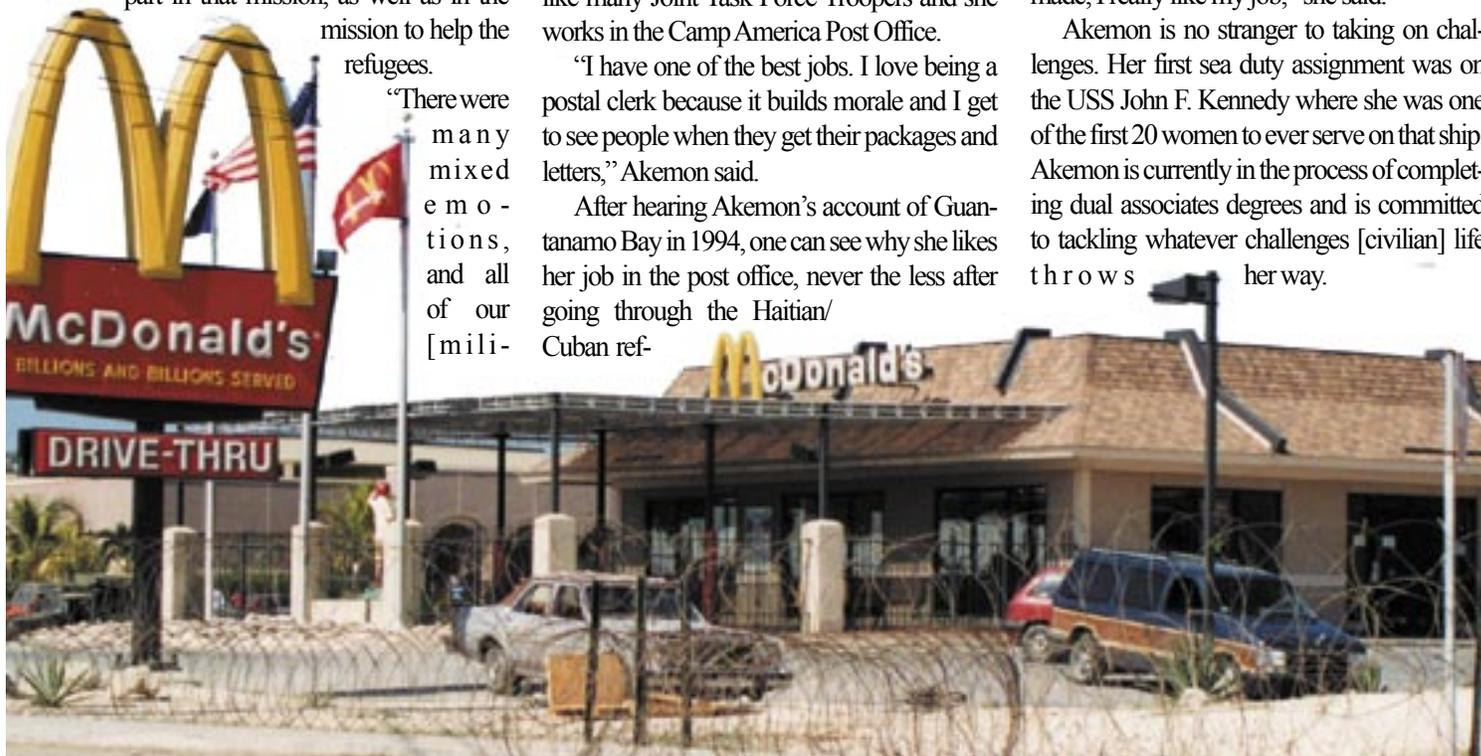 part in that mission, as well as in the
mission to help the
refugees.
“There were
many
mixed
emo-
tions,
and all
of our
[mili-
like many Joint Task Force Troopers and she
works in the Camp America Post Office.
“I have one of the best jobs. I love being a
postal clerk because it builds morale and I get
to see people when they get their packages and
letters,” Akemon said.
After hearing Akemon’s account of Guan-
tanamo Bay in 1994, one can see why she likes
her job in the post office, never the less after
going through the Haitian/
Cuban ref-
made, I really like my job,” she said.
Akemon is no stranger to taking on chal-
lenges. Her first sea duty assignment was on
the USS John F. Kennedy where she was one
of the first 20 women to ever serve on that ship
Akemon is currently in the process of complet-
ing dual associates degrees and is committed
to tackling whatever challenges [civilian] life
throws her way.
McDonald's
BILLIONS AND BILLIONS SERVED
DRIVE-THRU
McDonald's